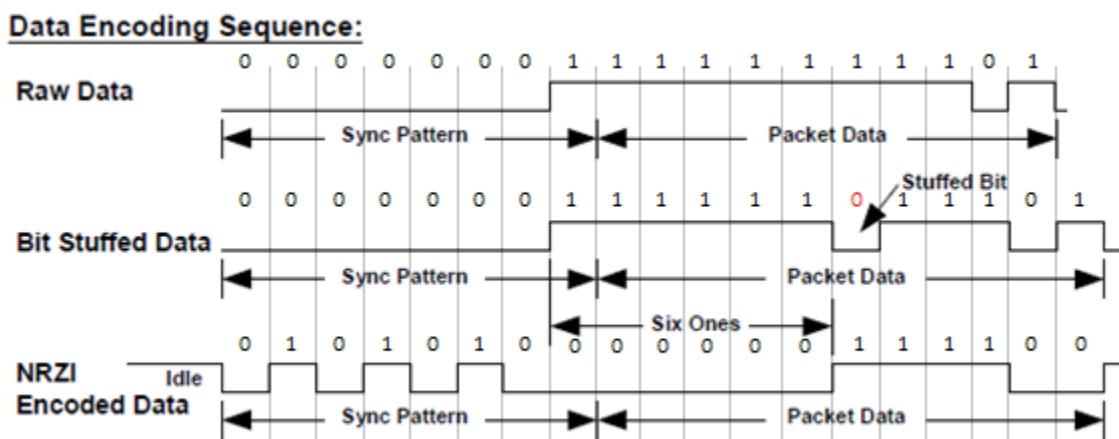 Data Encoding Sequence:
0 0 0 0 0 0 0 1 1 1 1 1 1 1 1 1 0 1
Raw Data
Sync Pattern Packet Data
Stuffed Bit
0 0 0 0 0 0 0 1 1 1 1 1 1 0 1 1 1 0 1
Bit Stuffed Data
Sync Pattern Packet Data
Six Ones
0 1 0 1 0 1 0 0 0 0 0 0 0 1 1 1 1 0 0
NRZI Idle
Encoded Data
Sync Pattern Packet Data